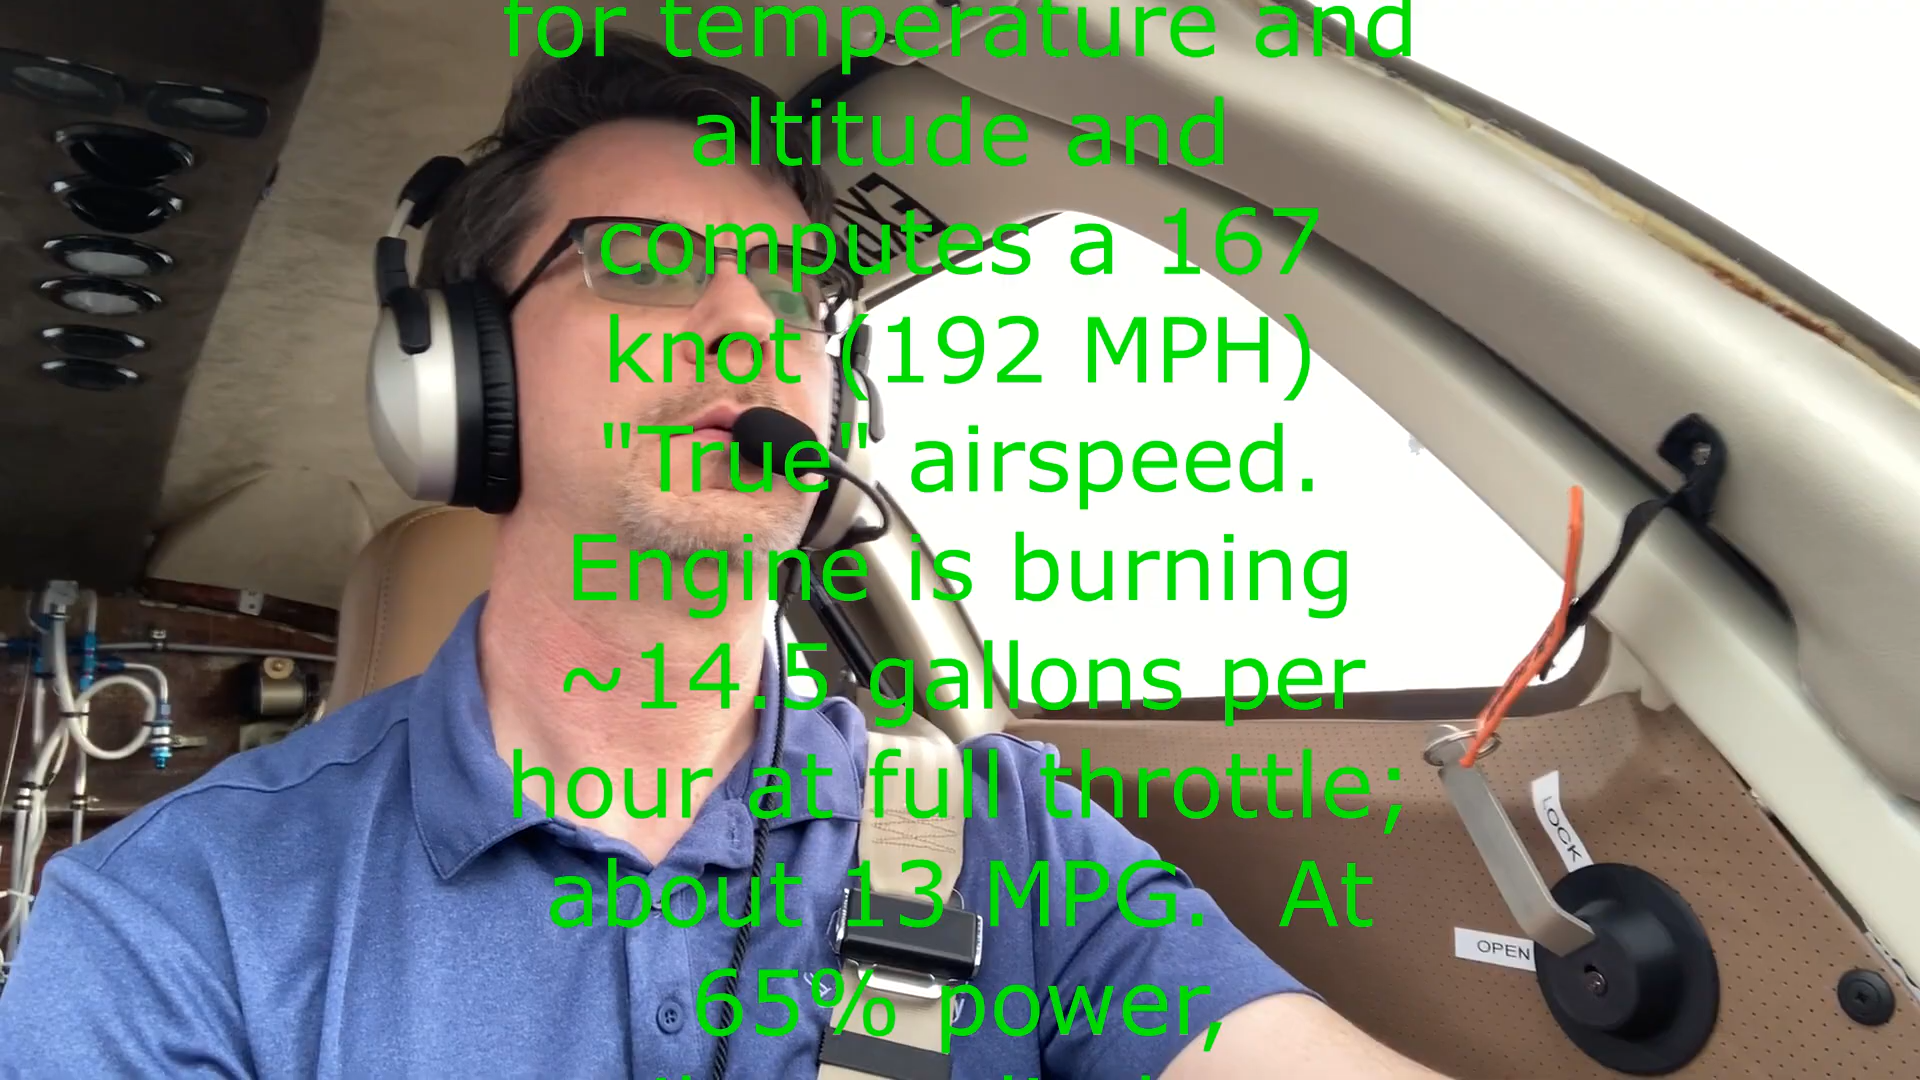 for temperature and
altitude and
computes a 167
knot (192 MPH)
"True" airspeed.
Engine is burning
~14.5 gallons per
hour at full throttle;
about 13 MPG.  At
65% power,
LOCK
OPEN